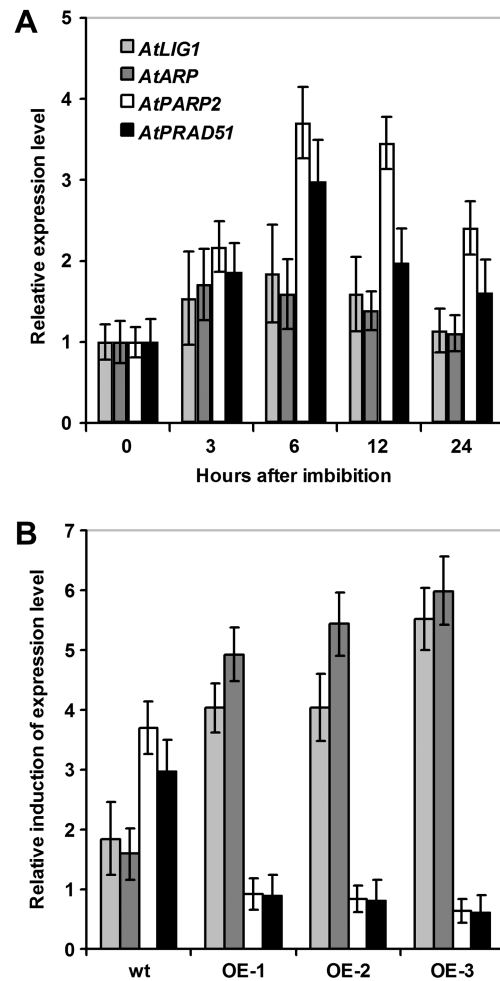 A
5
4
3
2
1
0
Releative expression level
AtLIG1
AtARP
AtPARP2
AtPRAD51
0 3 6 12 24
Hours after imbibition
B
7
6
5
4
3
2
1
0
Relative induction of expression level
wt OE-1 OE-2 OE-3